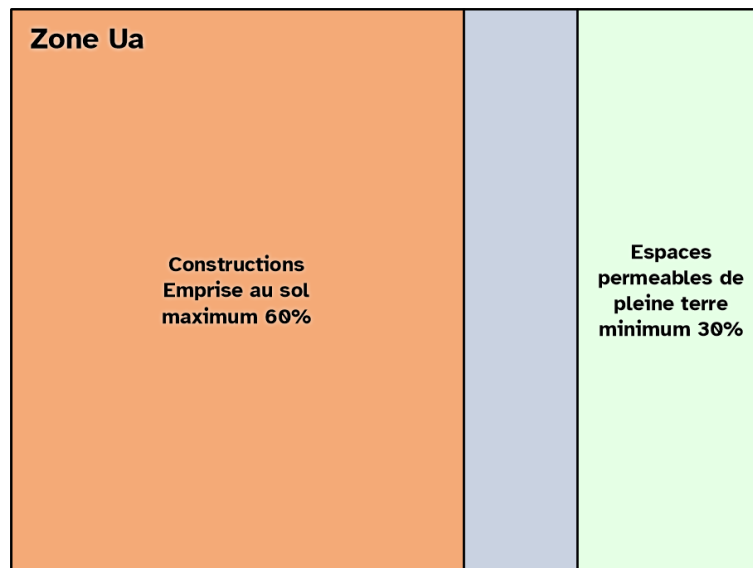 Zone Ua
Constructions
Emprise au sol
maximum 60%
Espaces
permeables de
pleine terre
minimum 30%